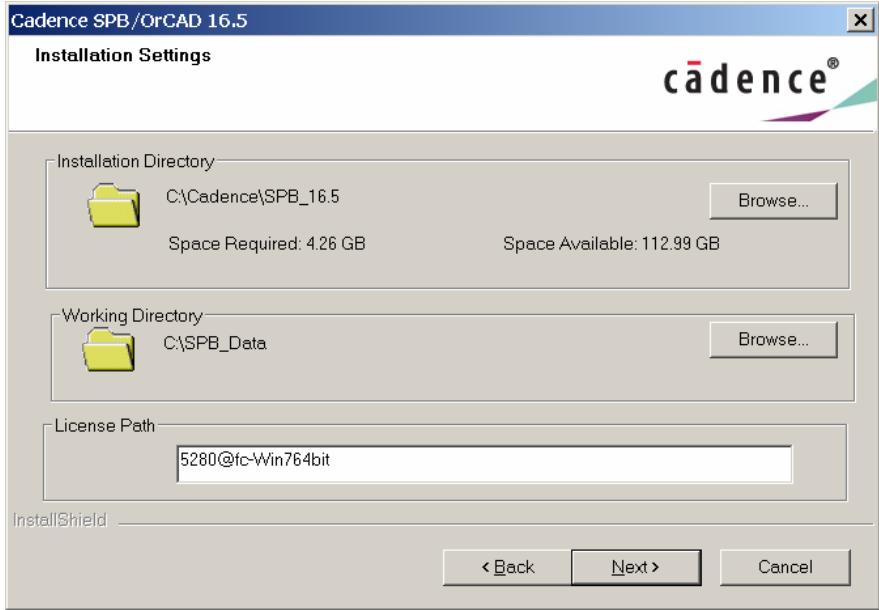 Cadence SPB/OrCAD 16.5
Installation Settings
cādence®
Installation Directory
C:\Cadence\SPB_16.5
Browse...
Space Required: 4.26 GB Space Available: 112.99 GB
Working Directory
C:\SPB_Data
Browse...
License Path
5280@fc-Win764bit
InstallShield
< Back Next > Cancel